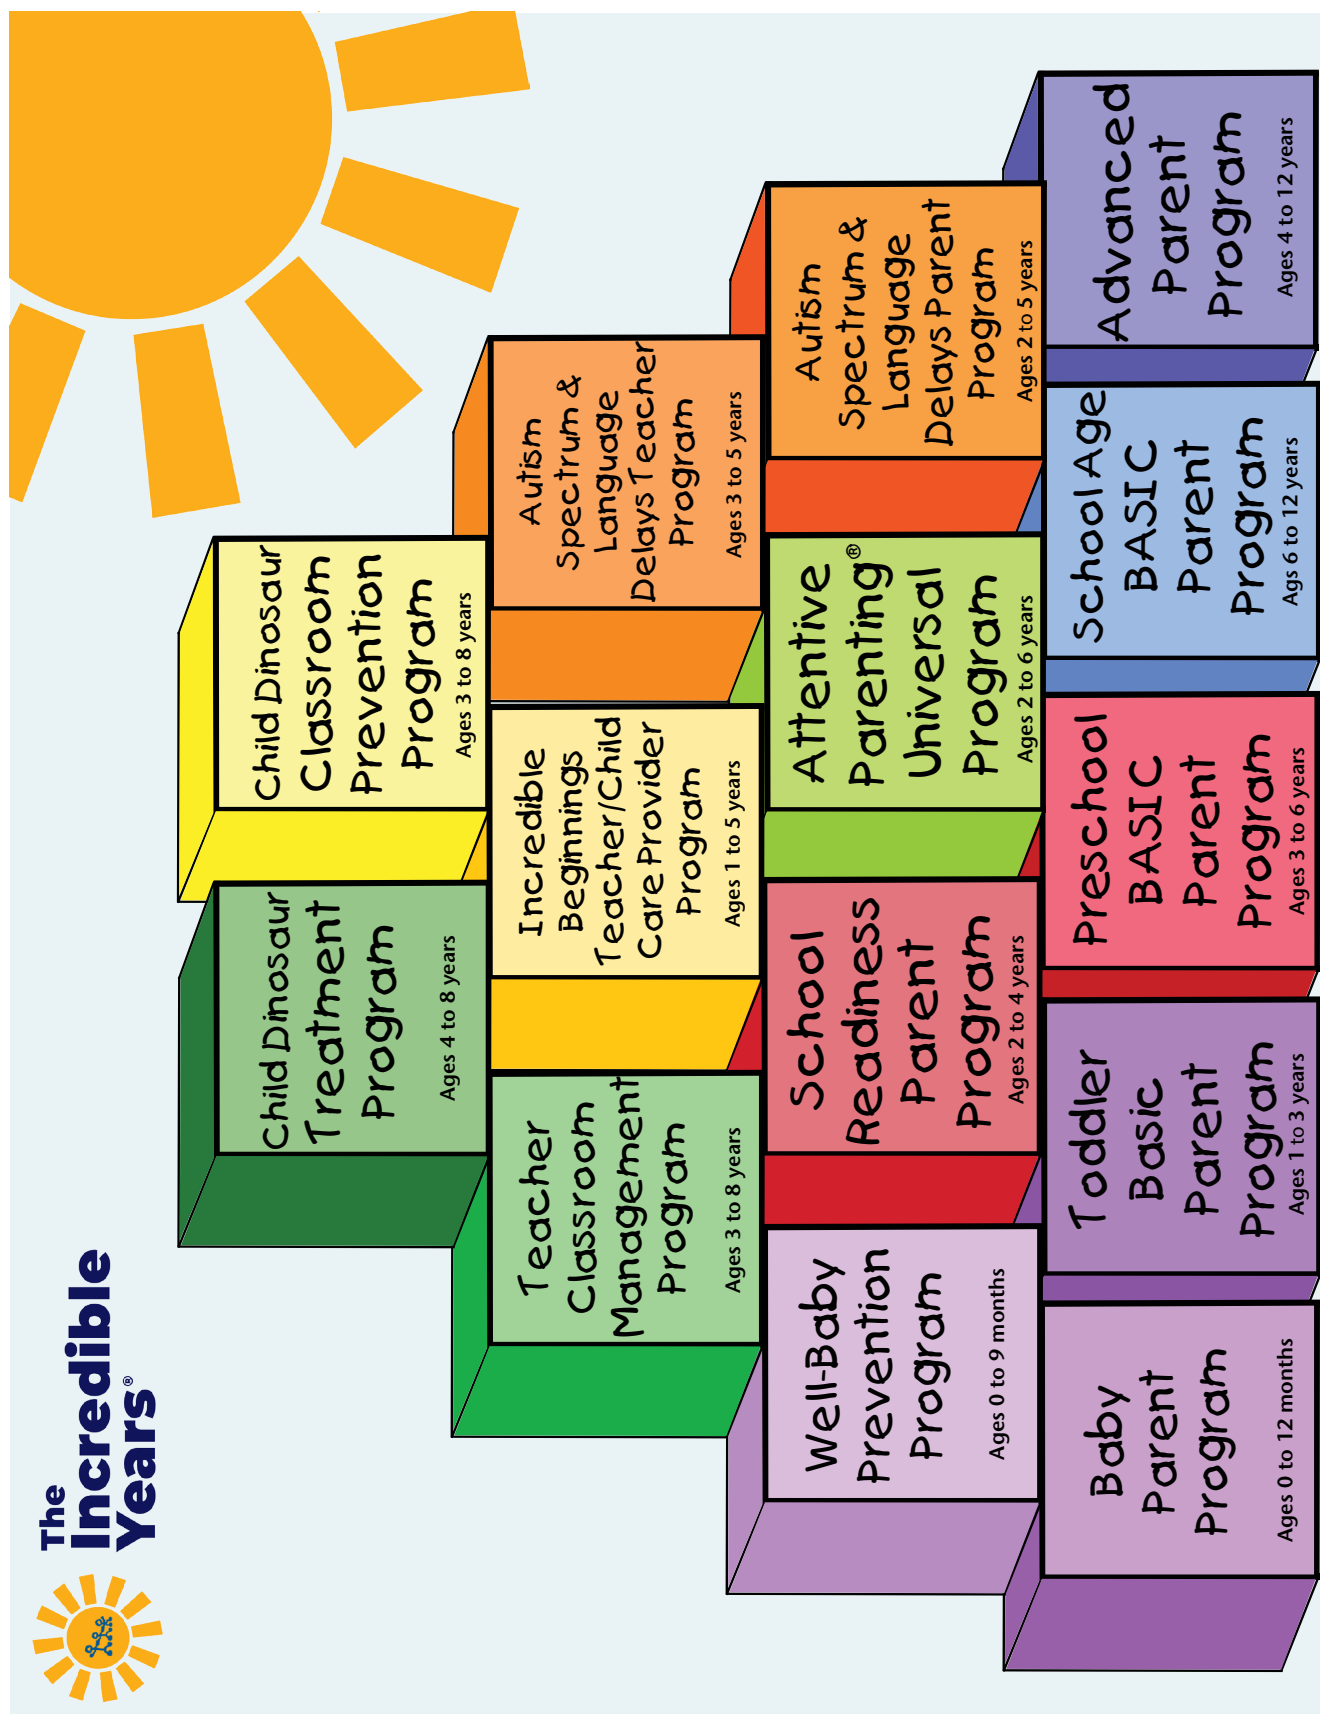 The
Incredible
Years®
Child Dinosaur
Treatment
Program
Ages 4 to 8 years
Child Dinosaur
Classroom
Prevention
Program
Ages 3 to 8 years
Teacher
Classroom
Management
Program
Ages 3 to 8 years
Incredible
Beginnings
Teacher/Child
Care Provider
Program
Ages 1 to 5 years
Autism
Spectrum &
Language
Delays Teacher
Program
Ages 3 to 5 years
Well-Baby
Prevention
Program
Ages 0 to 9 months
School
Readiness
Parent
Program
Ages 2 to 4 years
Attentive
Parenting®
Universal
Program
Ages 2 to 6 years
Autism
Spectrum &
Language
Delays Parent
Program
Ages 2 to 5 years
Baby
Parent
Program
Ages 0 to 12 months
Toddler
Basic
Parent
Program
Ages 1 to 3 years
Preschool
BASIC
Parent
Program
Ages 3 to 6 years
School Age
BASIC
Parent
Program
Ags 6 to 12 years
Advanced
Parent
Program
Ages 4 to 12 years